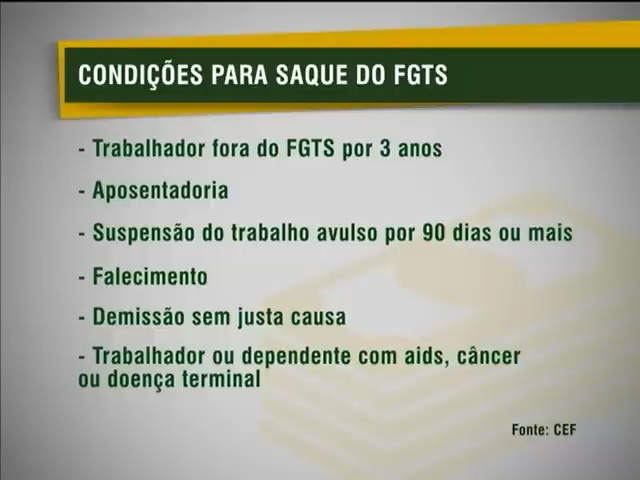 CONDIÇÕES PARA SAQUE DO FGTS
- Trabalhador fora do FGTS por 3 anos
- Aposentadoria
- Suspensão do trabalho avulso por 90 dias ou mais
- Falecimento
- Demissão sem justa causa
- Trabalhador ou dependente com aids, câncer
ou doença terminal
Fonte: CEF